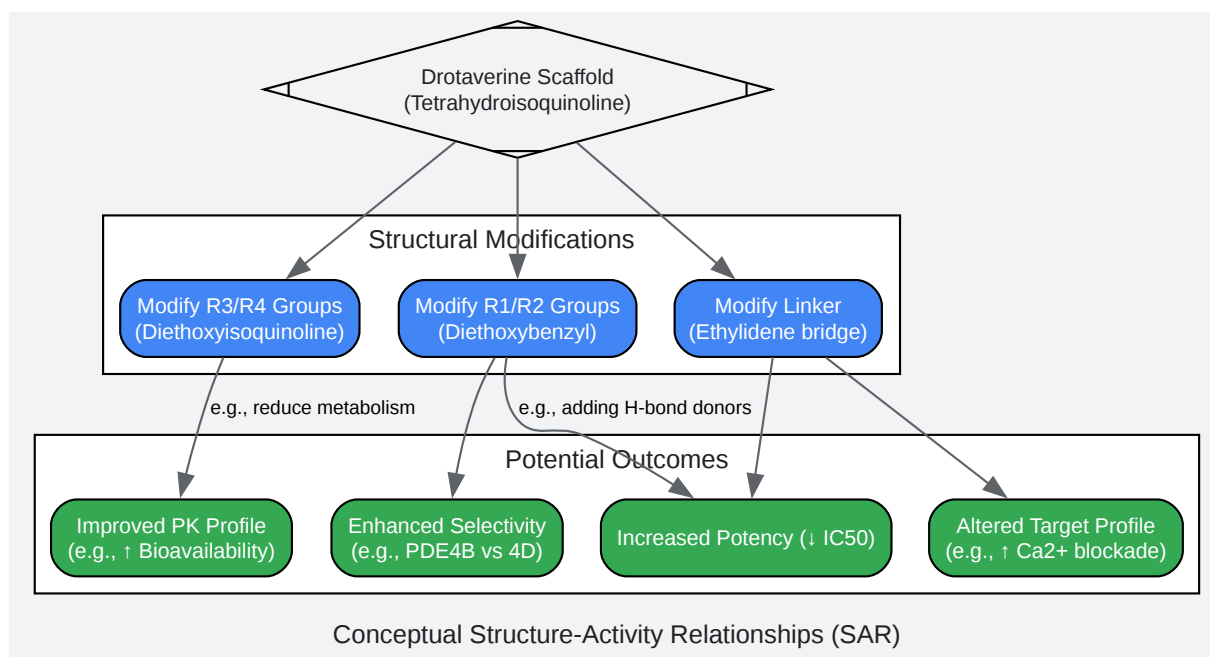 Drotaverine Scaffold
(Tetrahydroisoquinoline)
Structural Modifications
Modify R3/R4 Groups
(Diethoxyisoquinoline)
Modify R1/R2 Groups
(Diethoxybenzyl)
Modify Linker
(Ethylidene bridge)
e.g., reduce metabolism
e.g., adding H-bond donors
Potential Outcomes
Improved PK Profile
(e.g., ↑ Bioavailability)
Enhanced Selectivity
(e.g., PDE4B vs 4D)
Increased Potency (↓ IC50)
Altered Target Profile
(e.g., ↑ Ca2+ blockade)
Conceptual Structure-Activity Relationships (SAR)